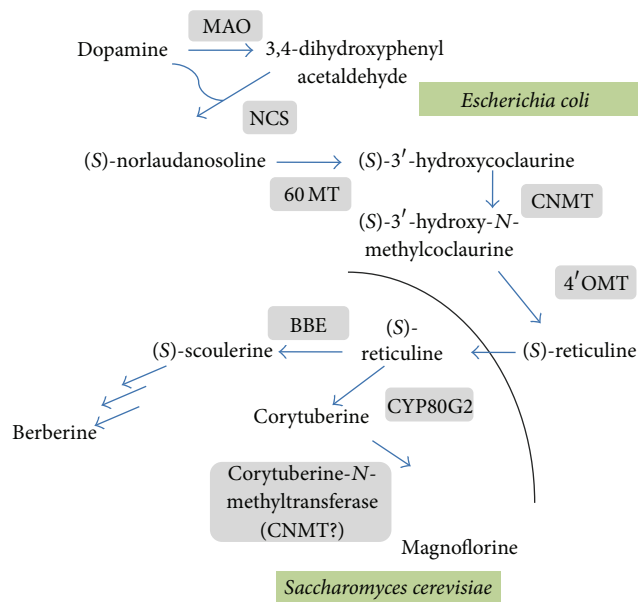 MAO
Dopamine
3,4-dihydroxyphenyl
acetaldehyde
Escherichia coli
NCS
(S)-norlaudanosoline
(S)-3′-hydroxycoclaurine
60 MT
CNMT
(S)-3′-hydroxy-N-
methylcoclaurine
4′OMT
BBE
(S)-
reticuline
(S)-scoulerine
(S)-reticuline
CYP80G2
Corytuberine
Berberine
Corytuberine-N-
methyltransferase
(CNMT?)
Magnoflorine
Saccharomyces cerevisiae